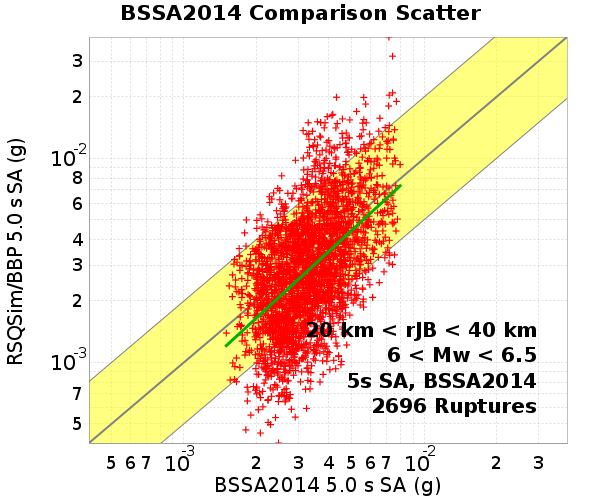 BSSA2014 Comparison Scatter
RSQSim/BBP 5.0 s SA (g)
3
2
10-2
8
6
4
3
2
10-3
7
5
20 km < rJB < 40 km
6 < Mw < 6.5
5s SA, BSSA2014
2696 Ruptures
5 6 7 10-3 2 3 4 5 6 7 10-2 2 3
BSSA2014 5.0 s SA (g)